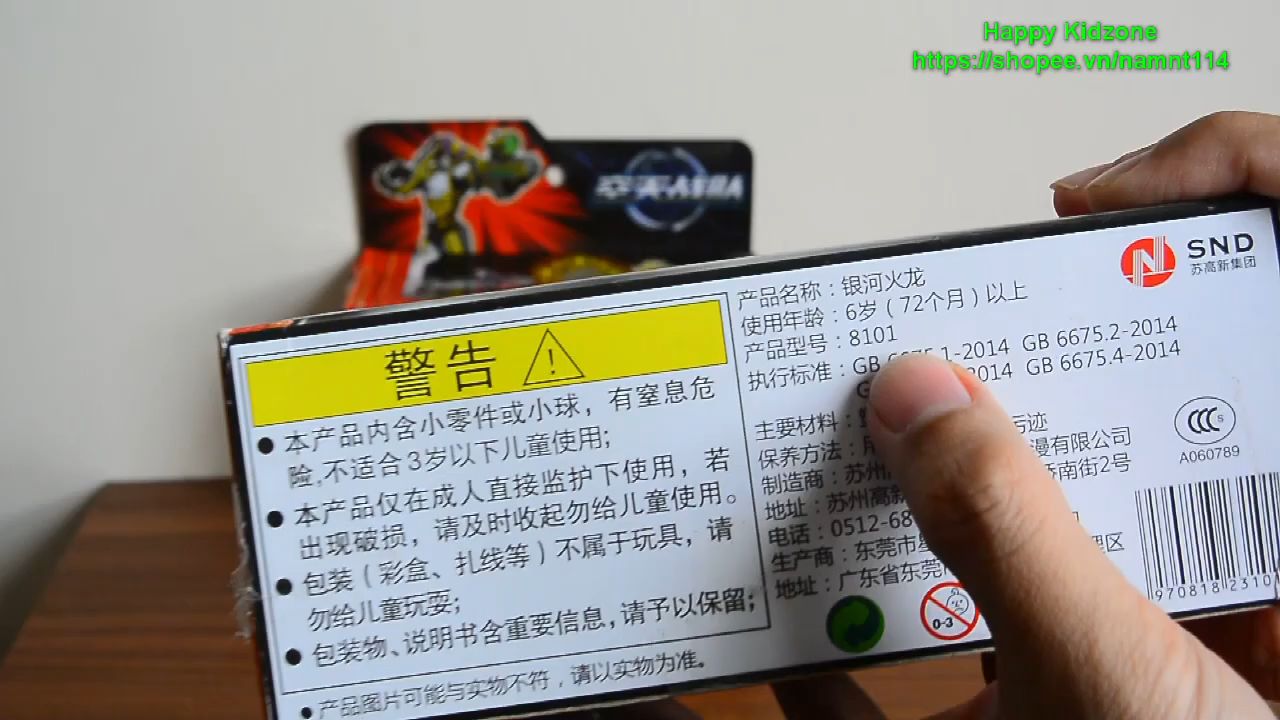 Happy Kidzone
https://shopee.vn/namnt114
SND
苏高新集团
警告
● 本产品内含小零件或小球，有窒息危
险,不适合3岁以下儿童使用;
● 本产品仅在成人直接监护下使用，若
出现破损，请及时收起勿给儿童使用。
● 包装（彩盒、扎线等）不属于玩具，请
勿给儿童玩耍;
● 包装物、说明书含重要信息,请予以保留;
● 产品图片可能与实物不符，请以实物为准。
产品名称：银河火龙
使用年龄：6岁（72个月）以上
产品型号：8101
执行标准：GB 6675.1-2014 GB 6675.2-2014
2014 GB 6675.4-2014
主要材料：
污迹
保养方法：
制造商：苏州 漫有限公司
地址：苏州高新 南街2号
电话：0512-68
生产商：东莞市星 理区
地址：广东省东莞
CCC S
A060789
0-3
970818 2310